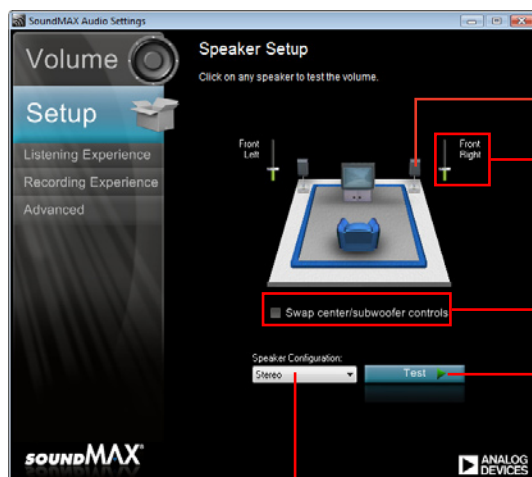 SoundMAX Audio Settings
Volume
Setup
Listening Experience
Recording Experience
Advanced
Speaker Setup
Click on any speaker to test the volume.
Front
Left
Front
Right
Swap center/subwoofer controls
Speaker Configuration:
Stereo
Test
SOUNDMAX®
ANALOG
DEVICES